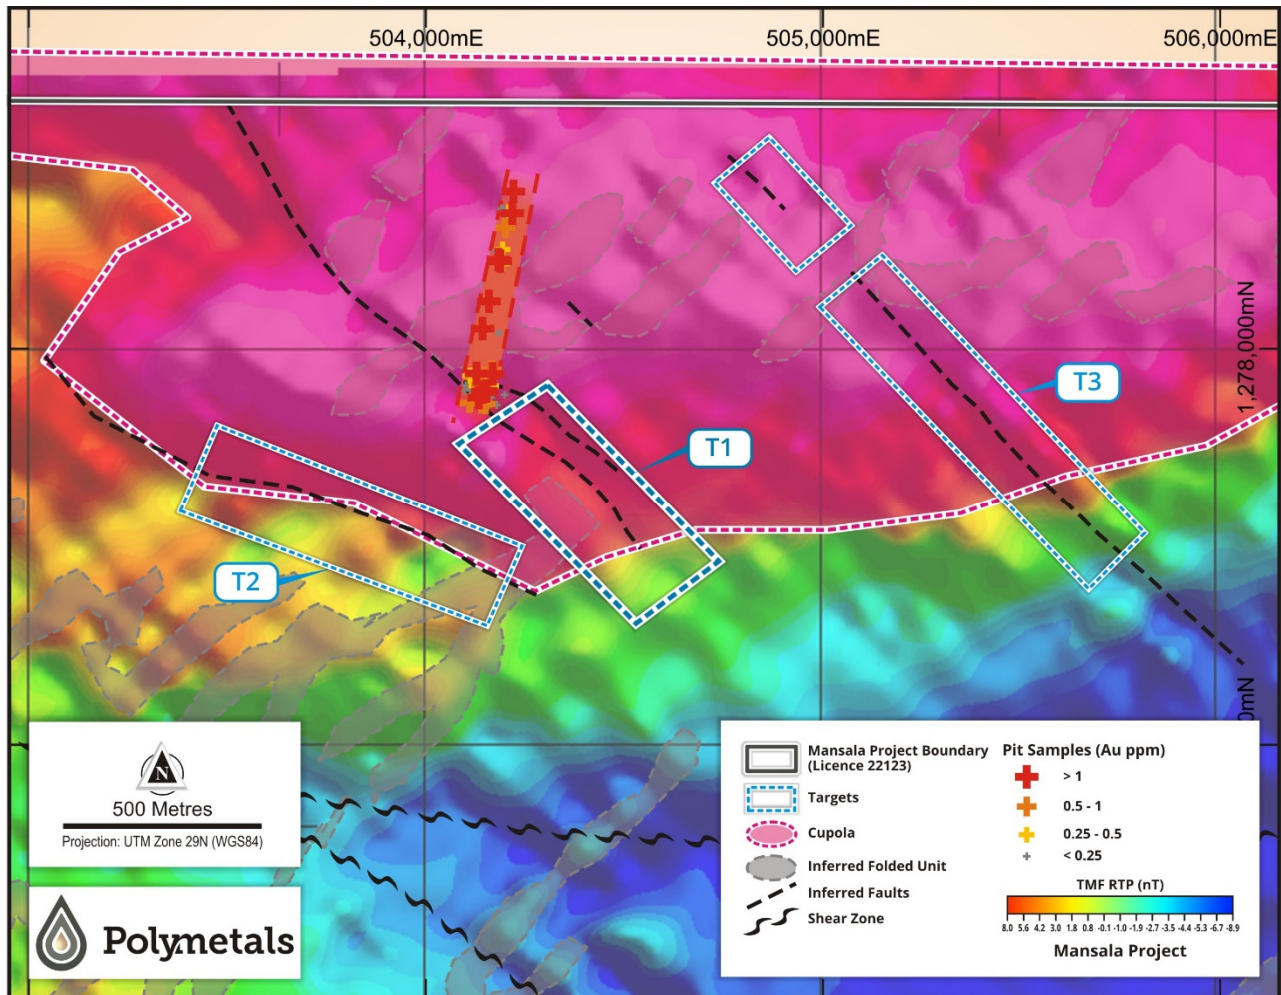 504,000mE
505,000mE
506,000mE
1,278,000mN
T3
T1
T2
0mN
N
500 Metres
Projection: UTM Zone 29N (WGS84)
Polymetals
Mansala Project Boundary
(Licence 22123)
Targets
Cupola
Inferred Folded Unit
Inferred Faults
Shear Zone
Pit Samples (Au ppm)
> 1
0.5 - 1
0.25 - 0.5
< 0.25
TMF RTP (nT)
8.0 5.6 4.2 3.0 1.8 0.8 -0.1 -1.0 -1.9 -2.7 -3.5 -4.4 -5.3 -6.7 -8.9
Mansala Project